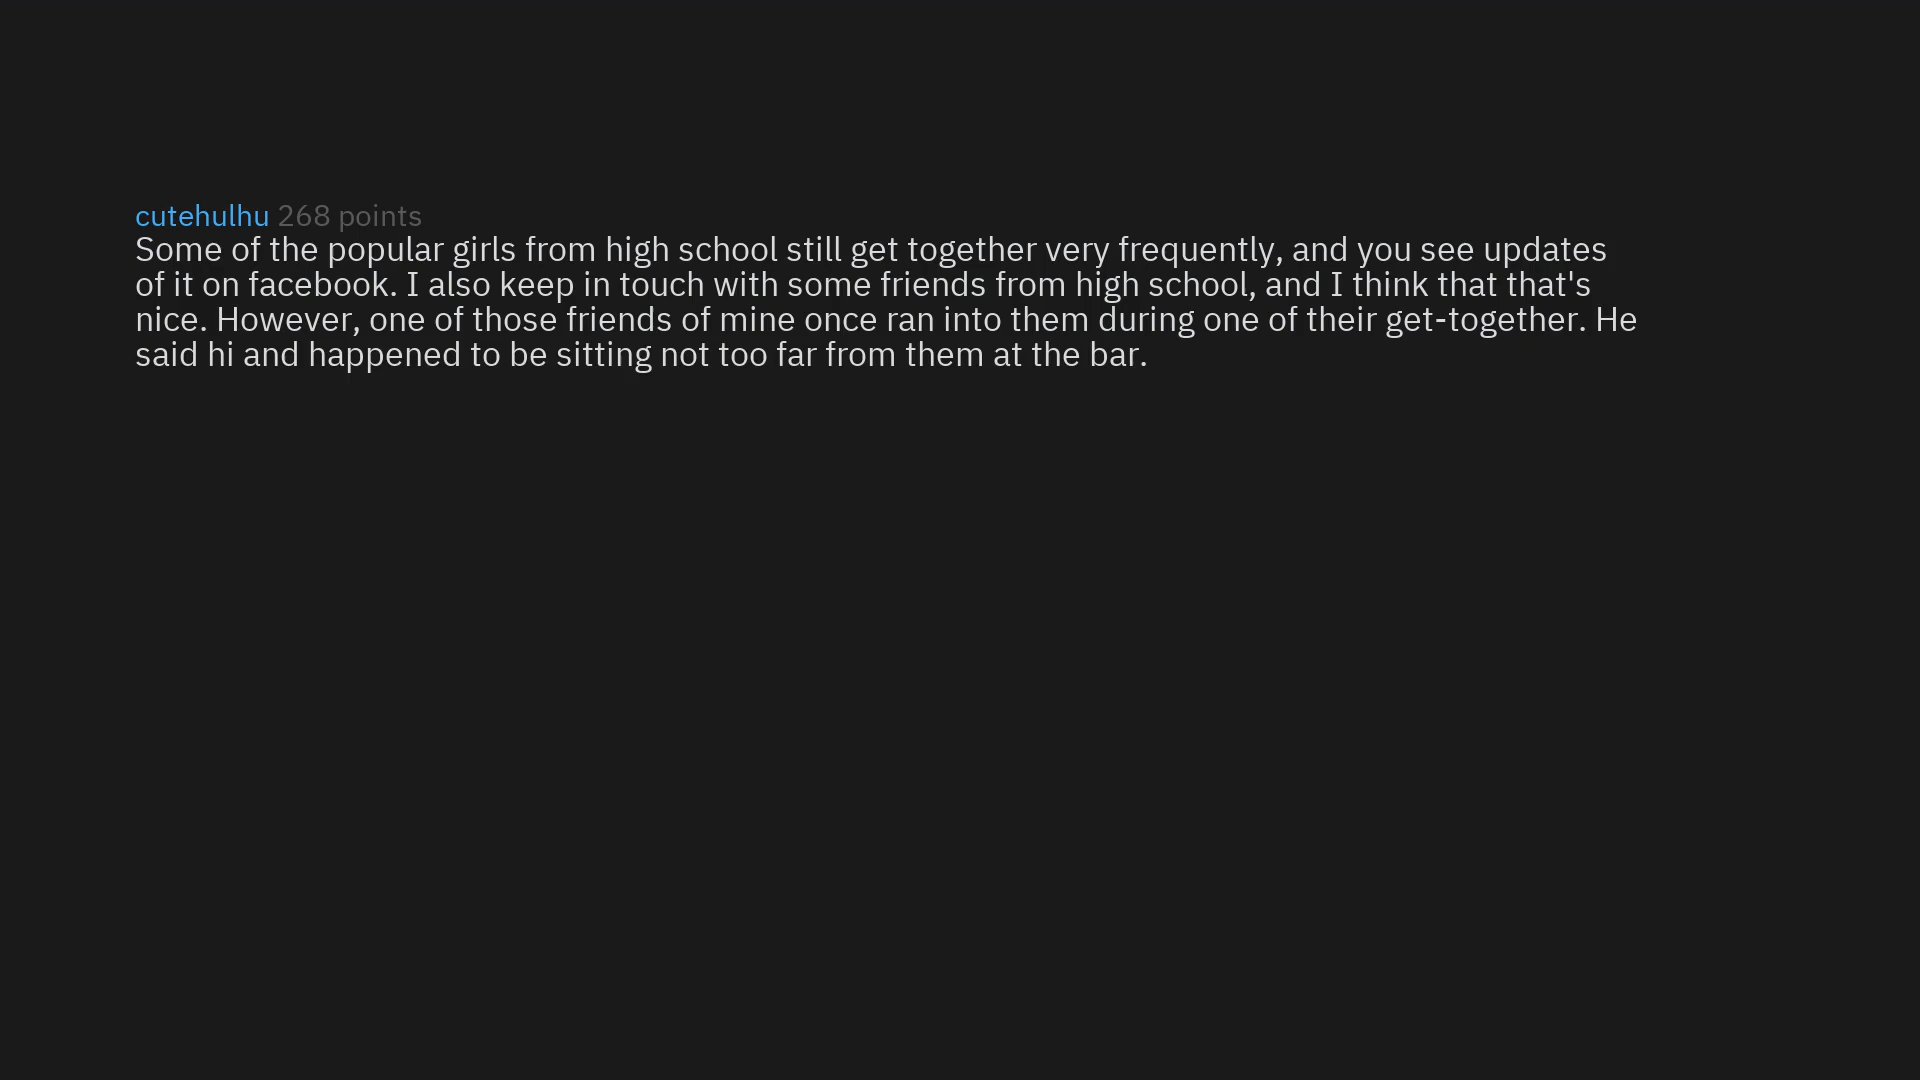 cutehulhu 268 points
Some of the popular girls from high school still get together very frequently, and you see updates
of it on facebook. I also keep in touch with some friends from high school, and I think that that's
nice. However, one of those friends of mine once ran into them during one of their get-together. He
said hi and happened to be sitting not too far from them at the bar.